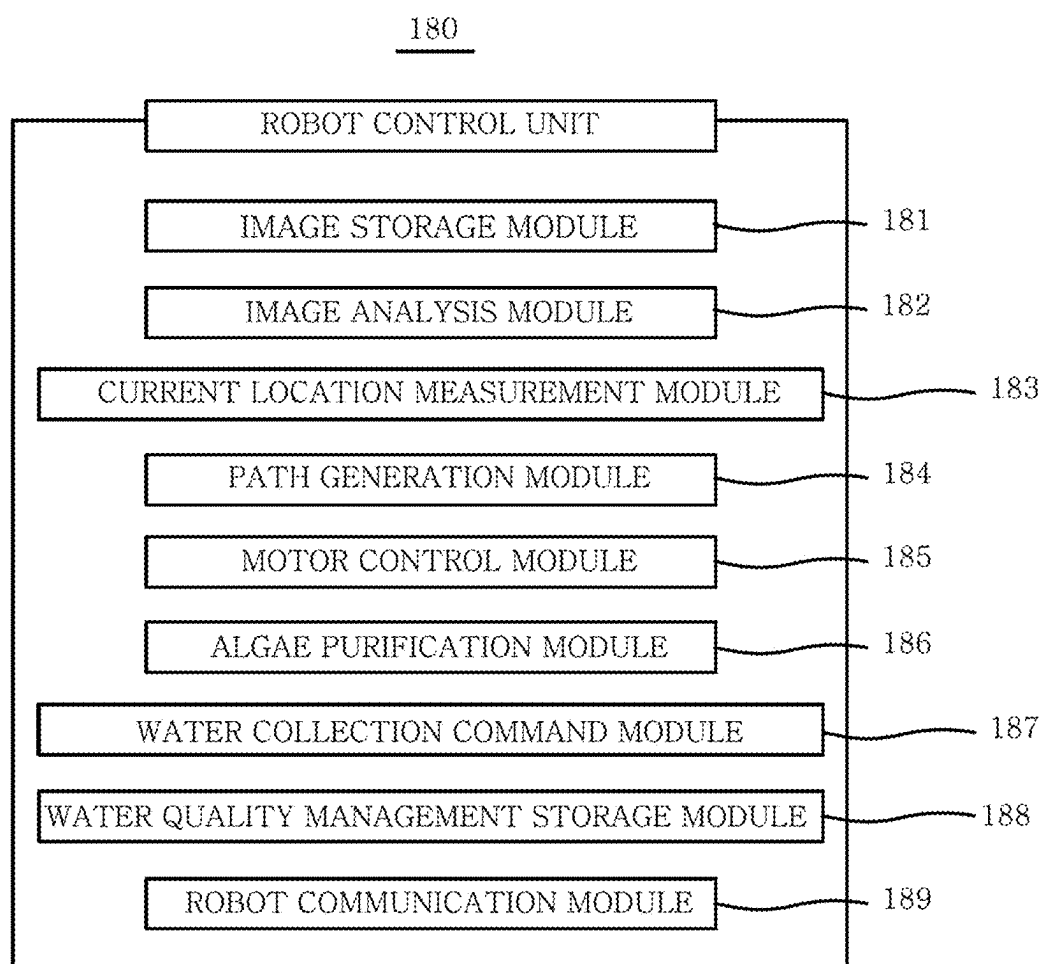 180
ROBOT CONTROL UNIT
IMAGE STORAGE MODULE 181
IMAGE ANALYSIS MODULE 182
CURRENT LOCATION MEASUREMENT MODULE 183
PATH GENERATION MODULE 184
MOTOR CONTROL MODULE 185
ALGAE PURIFICATION MODULE 186
WATER COLLECTION COMMAND MODULE 187
WATER QUALITY MANAGEMENT STORAGE MODULE 188
ROBOT COMMUNICATION MODULE 189